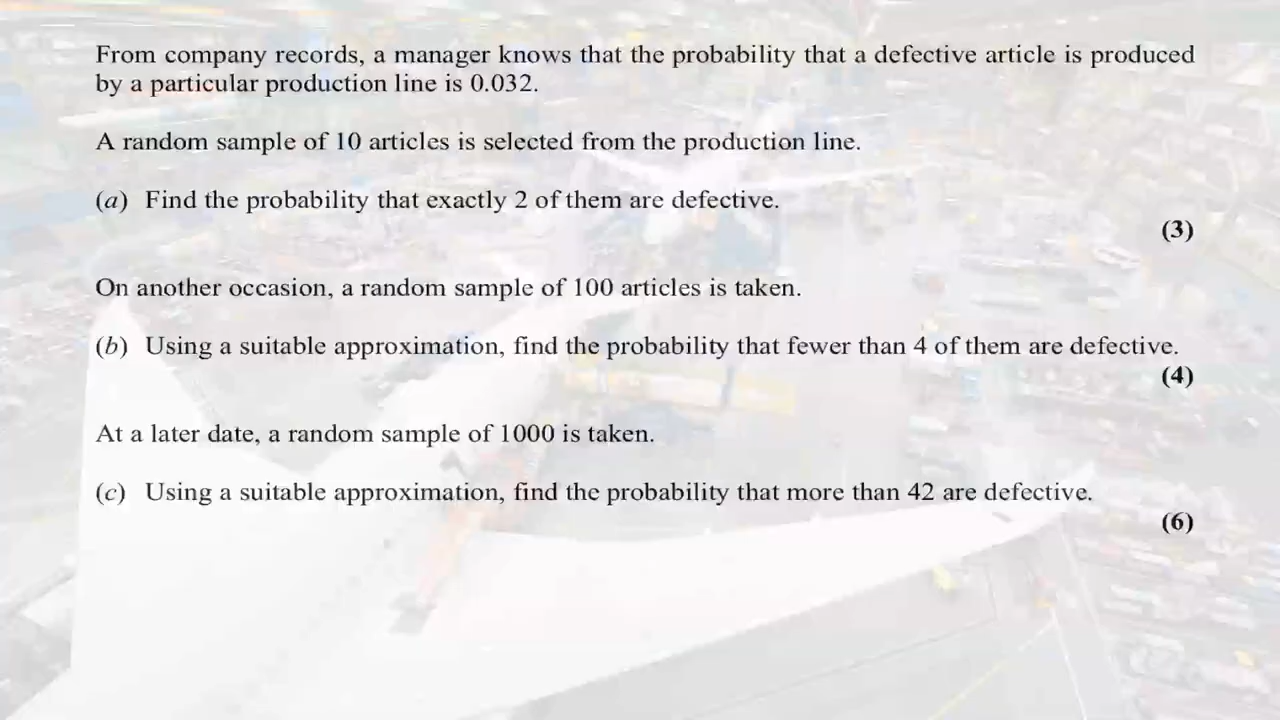 From company records, a manager knows that the probability that a defective article is produced
by a particular production line is 0.032.
A random sample of 10 articles is selected from the production line.
(a) Find the probability that exactly 2 of them are defective.
(3)
On another occasion, a random sample of 100 articles is taken.
(b) Using a suitable approximation, find the probability that fewer than 4 of them are defective.
(4)
At a later date, a random sample of 1000 is taken.
(c) Using a suitable approximation, find the probability that more than 42 are defective.
(6)